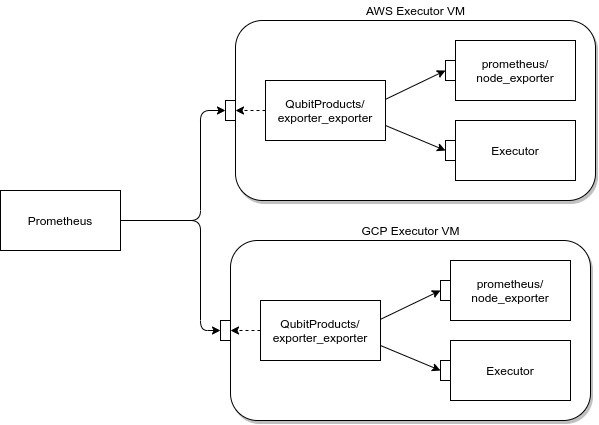 AWS Executor VM
prometheus/
node_exporter
QubitProducts/
exporter_exporter
Executor
Prometheus
GCP Executor VM
prometheus/
node_exporter
QubitProducts/
exporter_exporter
Executor